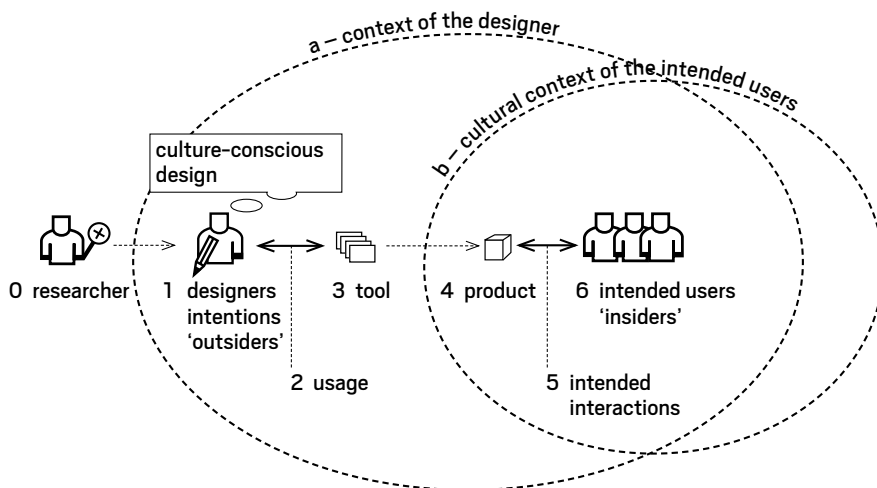 a – context of the designer
b – cultural context of the intended users
culture-conscious
design
0 researcher
1 designers
intentions
'outsiders'
2 usage
3 tool
4 product
5 intended
interactions
6 intended users
'insiders'